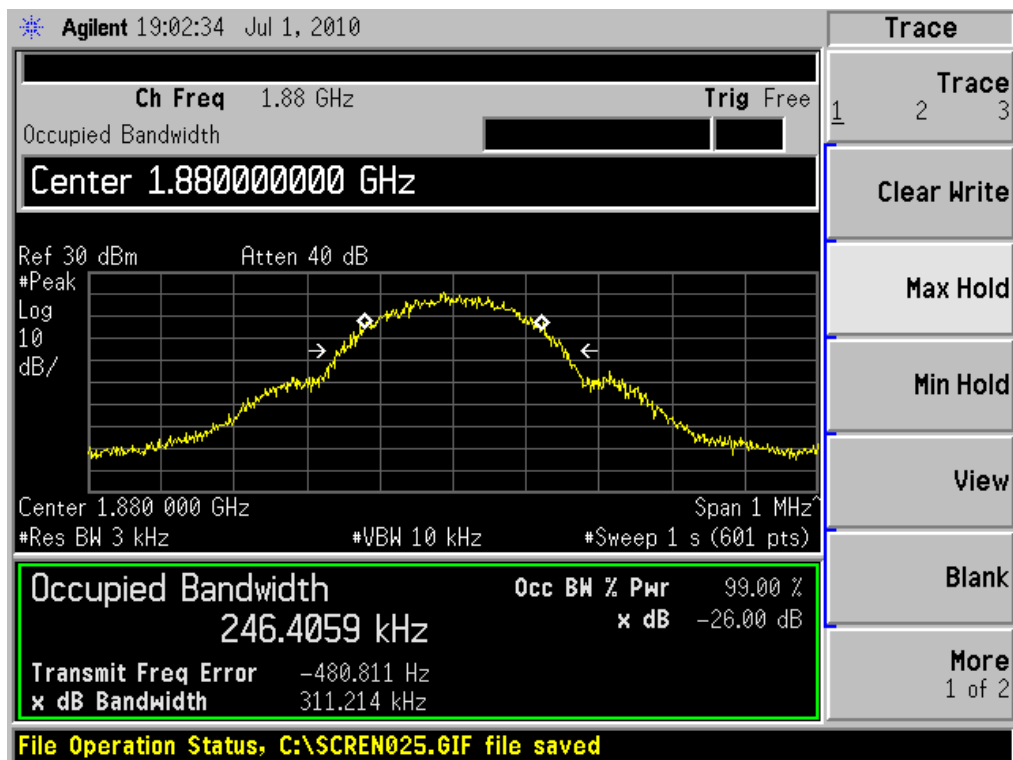 Agilent 19:02:34 Jul 1, 2010
Trace
Ch Freq 1.88 GHz Trig Free
Occupied Bandwidth
Center 1.880000000 GHz
Ref 30 dBm Atten 40 dB
#Peak
Log
10
dB/
Center 1.880 000 GHz Span 1 MHz^
#Res BW 3 kHz #VBW 10 kHz #Sweep 1 s (601 pts)
Occupied Bandwidth
246.4059 kHz
Occ BW % Pwr 99.00 %
x dB -26.00 dB
Transmit Freq Error -480.811 Hz
x dB Bandwidth 311.214 kHz
File Operation Status, C:\SCREN025.GIF file saved
Trace
1 2 3
Clear Write
Max Hold
Min Hold
View
Blank
More
1 of 2